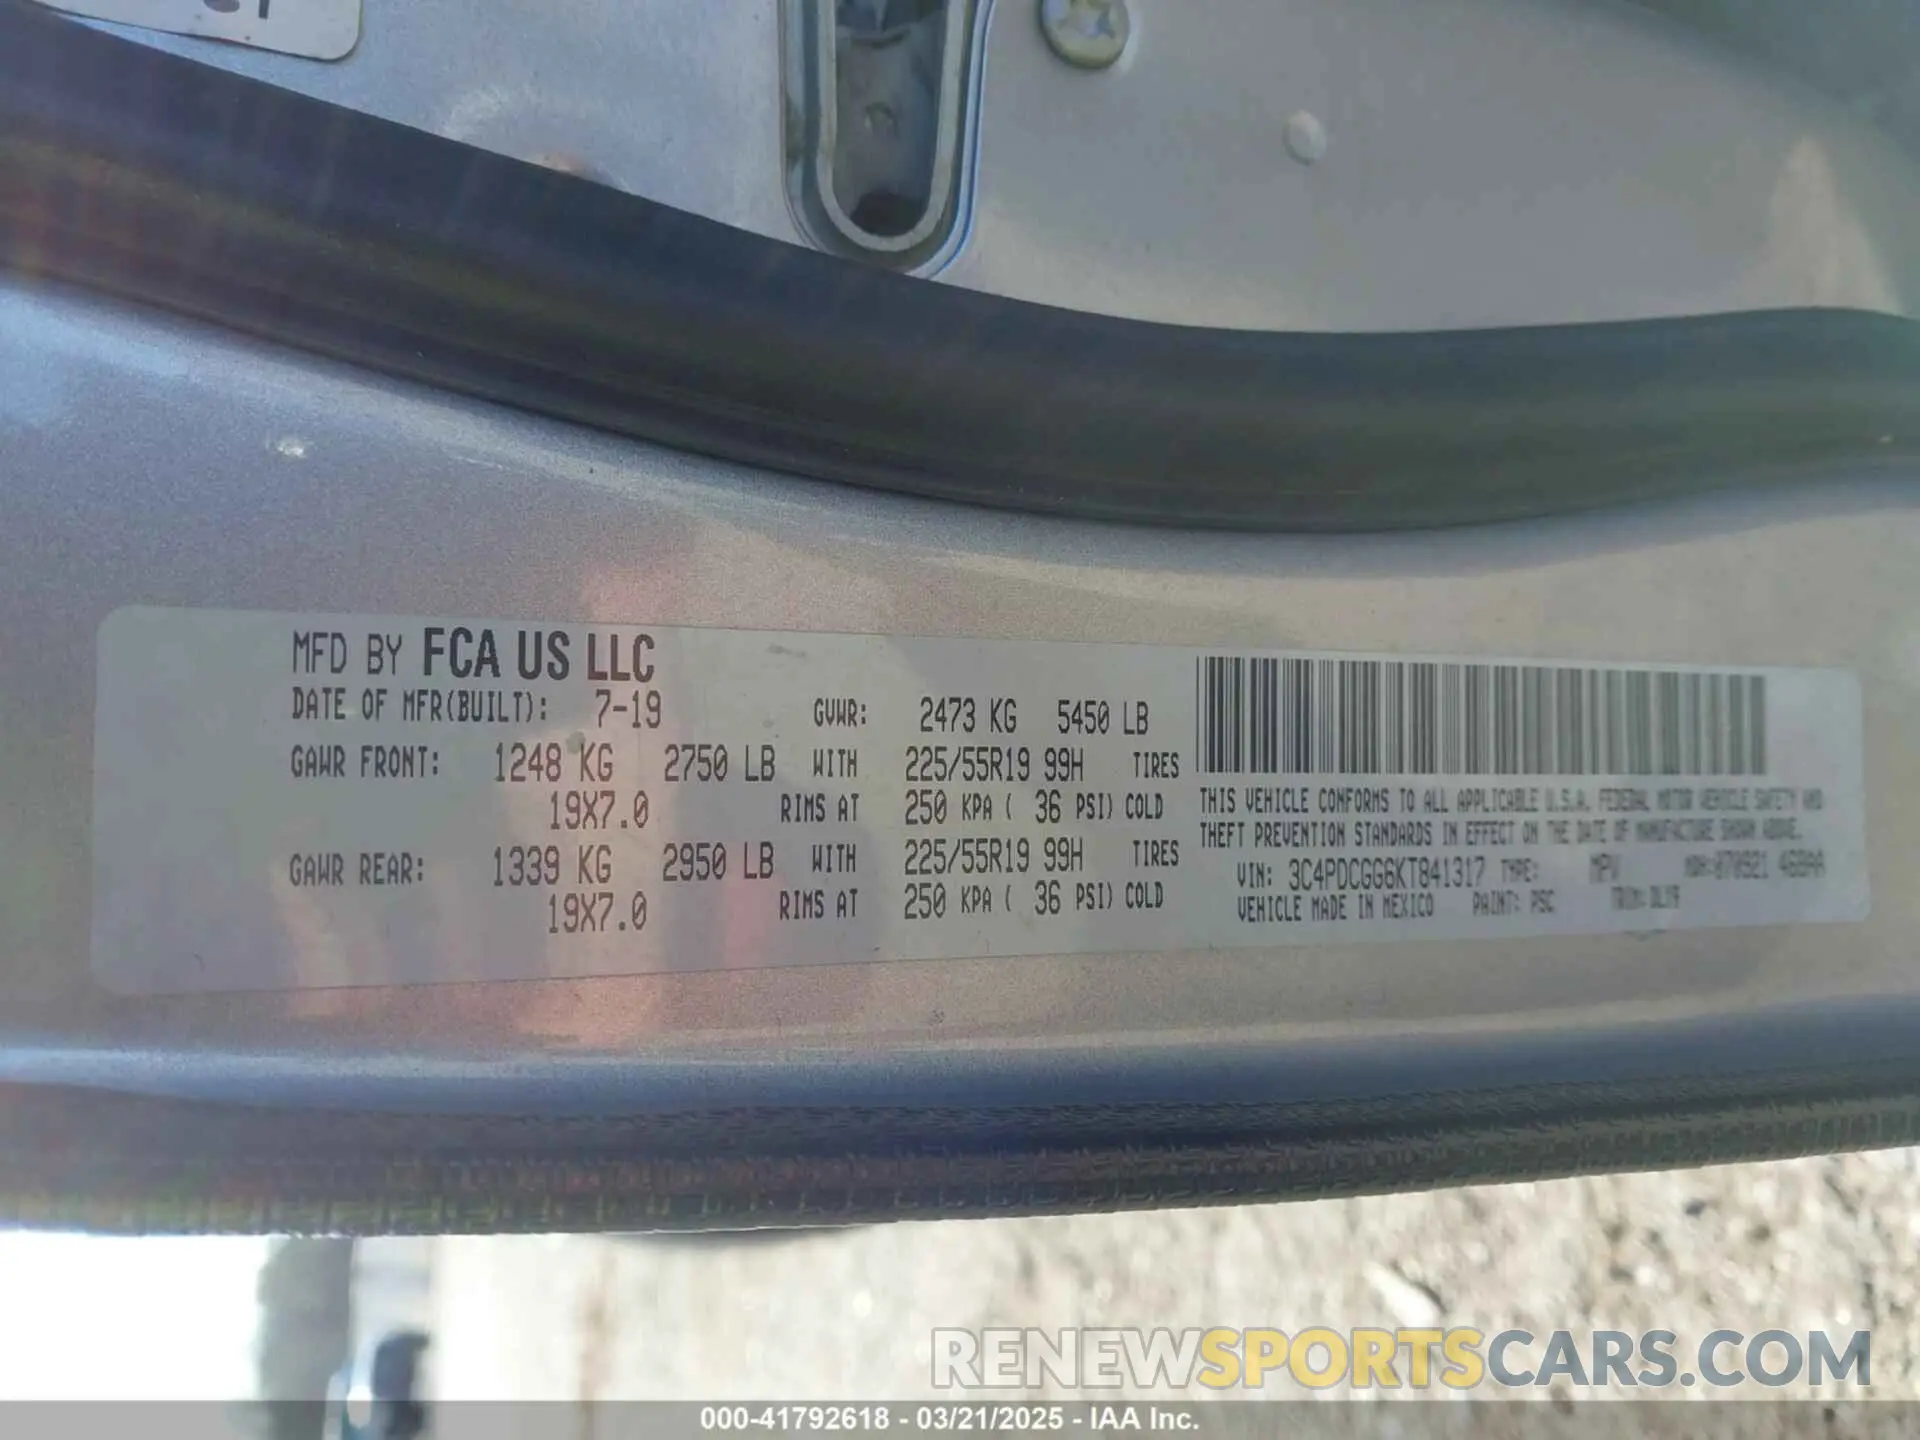 MFD BY FCA US LLC
DATE OF MFR(BUILT): 7-19 GVWR: 2473 KG 5450 LB
GAWR FRONT: 1248 KG 2750 LB WITH 225/55R19 99H TIRES
19X7.0 RIMS AT 250 KPA ( 36 PSI) COLD
GAWR REAR: 1339 KG 2950 LB WITH 225/55R19 99H TIRES
19X7.0 RIMS AT 250 KPA ( 36 PSI) COLD
THIS VEHICLE CONFORMS TO ALL APPLICABLE U.S.A. FEDERAL MOTOR VEHICLE SAFETY AND
THEFT PREVENTION STANDARDS IN EFFECT ON THE DATE OF MANUFACTURE SHOWN ABOVE.
VIN: 3C4PDCGG6KT841317 TYPE: MPV MDH:070921 468AA
VEHICLE MADE IN MEXICO PAINT: PSC TRIM: DLX9
RENEWSPORTSCARS.COM
000-41792618 - 03/21/2025 - IAA Inc.